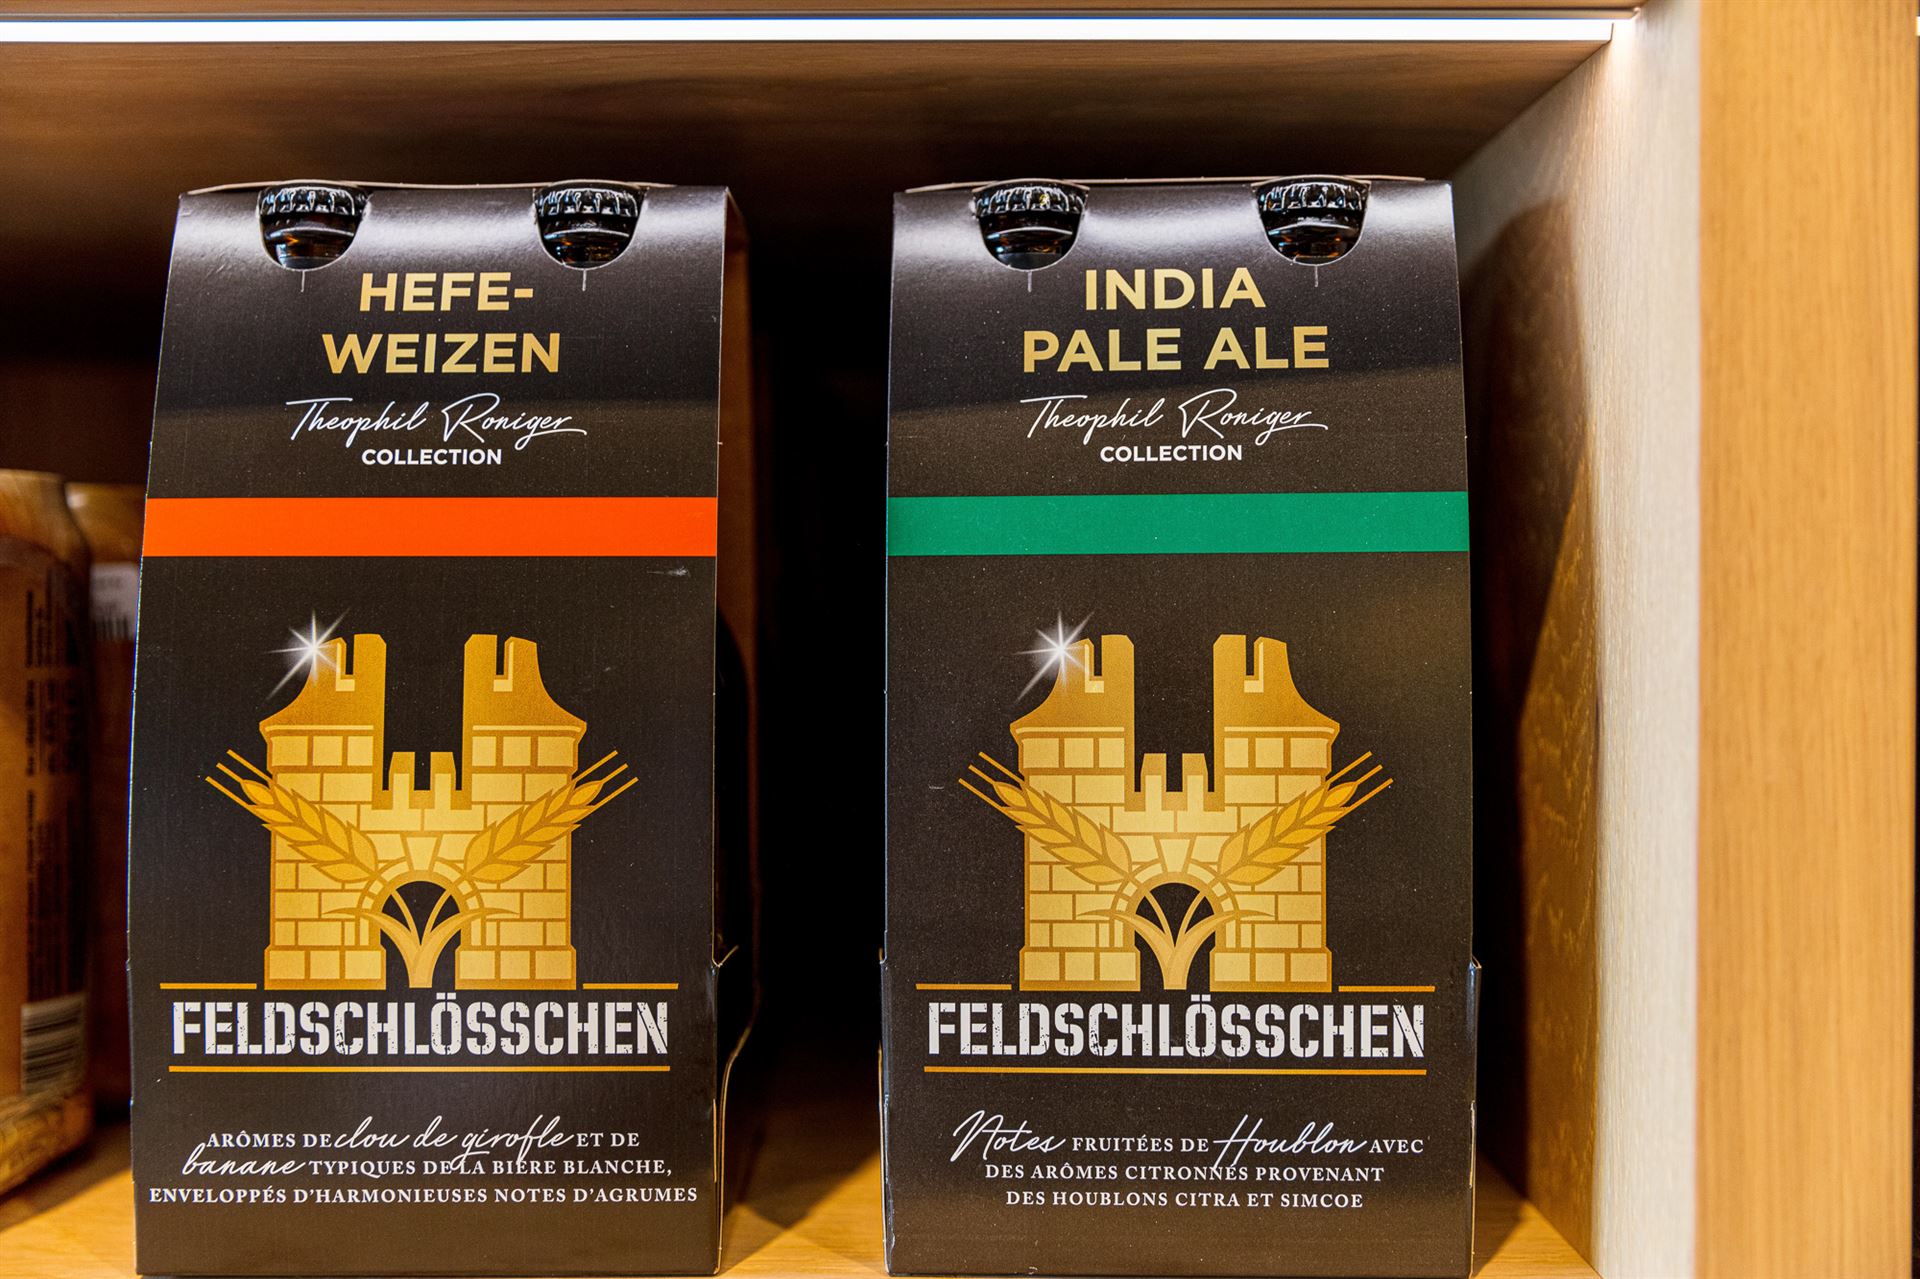 HEFE-
WEIZEN
Theophil Roniger
COLLECTION
FELDSCHLÖSSCHEN
ARÔMES DE clou de girofle ET DE
banane TYPIQUES DE LA BIÈRE BLANCHE,
ENVELOPPÉS D'HARMONIEUSES NOTES D'AGRUMES
INDIA
PALE ALE
Theophil Roniger
COLLECTION
FELDSCHLÖSSCHEN
Notes FRUITÉES DE Houblon AVEC
DES ARÔMES CITRONNÉS PROVENANT
DES HOUBLONS CITRA ET SIMCOE